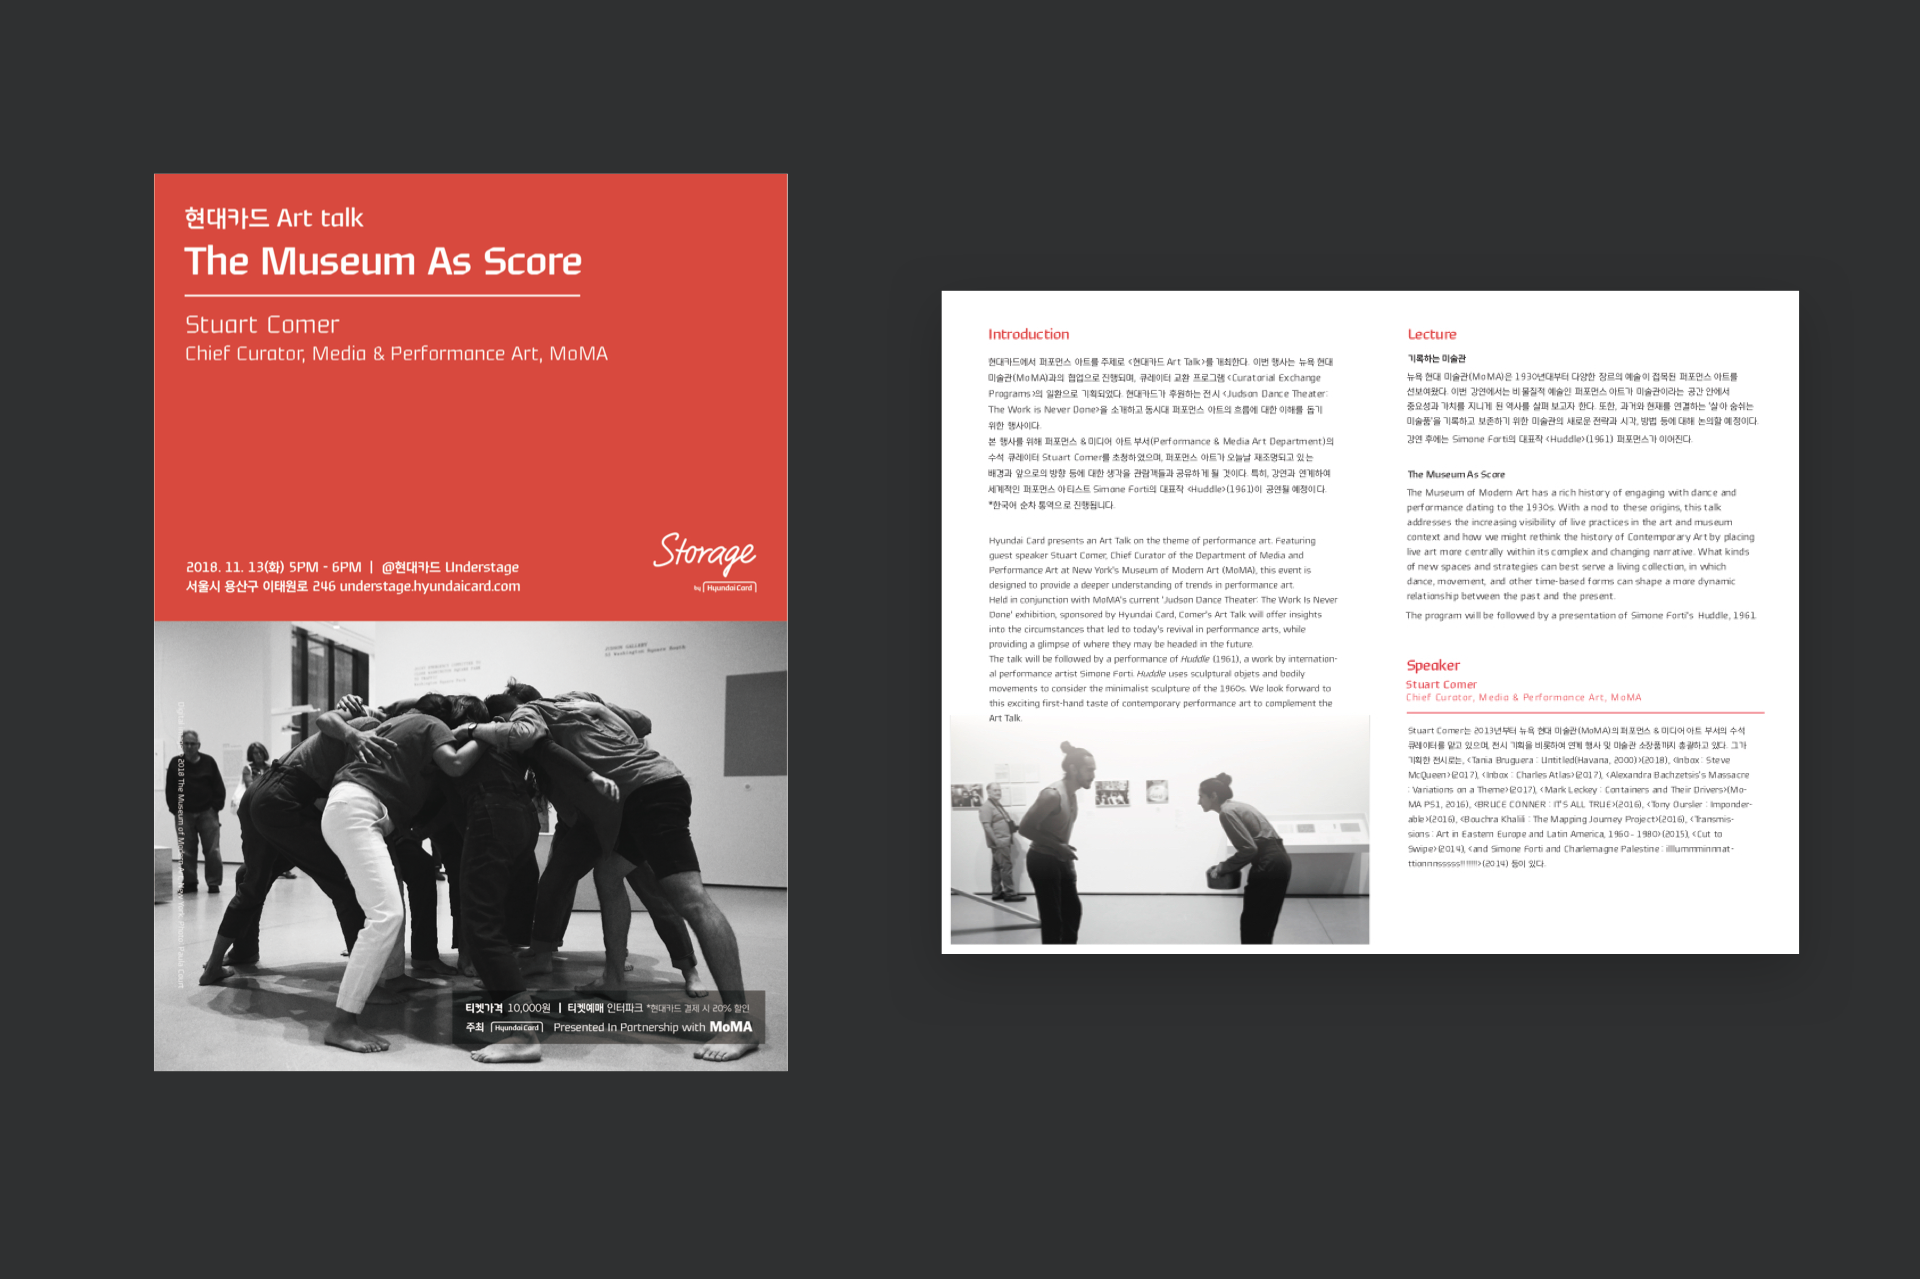 현대카드 Art talk
The Museum As Score
Stuart Comer
Chief Curator, Media & Performance Art, MoMA
2018. 11. 13(화) 5PM - 6PM | @현대카드 Understage
서울시 용산구 이태원로 246 understage.hyundaicard.com
Storage
by HyundaiCard
JUDSON GALLERY
55 Washington Square South
티켓가격 10,000원 | 티켓예매 인터파크 *현대카드 결제 시 20% 할인
주최 HyundaiCard Presented In Partnership with MoMA
Introduction
현대카드에서 퍼포먼스 아트를 주제로 <현대카드 Art Talk>를 개최한다. 이번 행사는 뉴욕 현대
미술관(MoMA)과의 협업으로 진행되며, 큐레이터 교환 프로그램 <Curatorial Exchange
Programs>의 일환으로 기획되었다. 현대카드가 후원하는 전시 <Judson Dance Theater:
The Work is Never Done>을 소개하고 동시대 퍼포먼스 아트의 흐름에 대한 이해를 돕기
위한 행사이다.
본 행사를 위해 퍼포먼스 & 미디어 아트 부서(Performance & Media Art Department)의
수석 큐레이터 Stuart Comer를 초청하였으며, 퍼포먼스 아트가 오늘날 재조명되고 있는
배경과 앞으로의 방향 등에 대한 생각을 관람객들과 공유하게 될 것이다. 특히, 강연과 연계하여
세계적인 퍼포먼스 아티스트 Simone Forti의 대표작 <Huddle>(1961)이 공연될 예정이다.
*한국어 순차 통역으로 진행됩니다.
Hyundai Card presents an Art Talk on the theme of performance art. Featuring
guest speaker Stuart Comer, Chief Curator of the Department of Media and
Performance Art at New York's Museum of Modern Art (MoMA), this event is
designed to provide a deeper understanding of trends in performance art.
Held in conjunction with MoMA's current 'Judson Dance Theater: The Work Is Never
Done' exhibition, sponsored by Hyundai Card, Comer's Art Talk will offer insights
into the circumstances that led to today's revival in performance arts, while
providing a glimpse of where they may be headed in the future.
The talk will be followed by a performance of Huddle (1961), a work by internation-
al performance artist Simone Forti. Huddle uses sculptural objets and bodily
movements to consider the minimalist sculpture of the 1960s. We look forward to
this exciting first-hand taste of contemporary performance art to complement the
Art Talk.
Lecture
기록하는 미술관
뉴욕 현대 미술관(MoMA)은 1930년대부터 다양한 장르의 예술이 접목된 퍼포먼스 아트를
선보여왔다. 이번 강연에서는 비물질적 예술인 퍼포먼스 아트가 미술관이라는 공간 안에서
중요성과 가치를 지니게 된 역사를 살펴 보고자 한다. 또한, 과거와 현재를 연결하는 '살아 숨쉬는
미술품'을 기록하고 보존하기 위한 미술관의 새로운 전략과 시각, 방법 등에 대해 논의할 예정이다.
강연 후에는 Simone Forti의 대표작 <Huddle>(1961) 퍼포먼스가 이어진다.
The Museum As Score
The Museum of Modern Art has a rich history of engaging with dance and
performance dating to the 1930s. With a nod to these origins, this talk
addresses the increasing visibility of live practices in the art and museum
context and how we might rethink the history of Contemporary Art by placing
live art more centrally within its complex and changing narrative. What kinds
of new spaces and strategies can best serve a living collection, in which
dance, movement, and other time-based forms can shape a more dynamic
relationship between the past and the present.
The program will be followed by a presentation of Simone Forti's Huddle, 1961.
Speaker
Stuart Comer
Chief Curator, Media & Performance Art, MoMA
Stuart Comer는 2013년부터 뉴욕 현대 미술관(MoMA)의 퍼포먼스 & 미디어 아트 부서의 수석
큐레이터를 맡고 있으며, 전시 기획을 비롯하여 연계 행사 및 미술관 소장품까지 총괄하고 있다. 그가
기획한 전시로는, <Tania Bruguera : Untitled(Havana, 2000)>(2018), <Inbox : Steve
McQueen>(2017), <Inbox : Charles Atlas>(2017), <Alexandra Bachzetsis's Massacre
: Variations on a Theme>(2017), <Mark Leckey : Containers and Their Drivers>(Mo-
MA PS1, 2016), <BRUCE CONNER : IT'S ALL TRUE>(2016), <Tony Oursler : Imponder-
able>(2016), <Bouchra Khalili : The Mapping Journey Project>(2016), <Transmis-
sions : Art in Eastern Europe and Latin America, 1960 - 1980>(2015), <Cut to
Swipe>(2014), <and Simone Forti and Charlemagne Palestine : illlummminnnat-
ttionnnsssss!!!!!!!>(2014) 등이 있다.